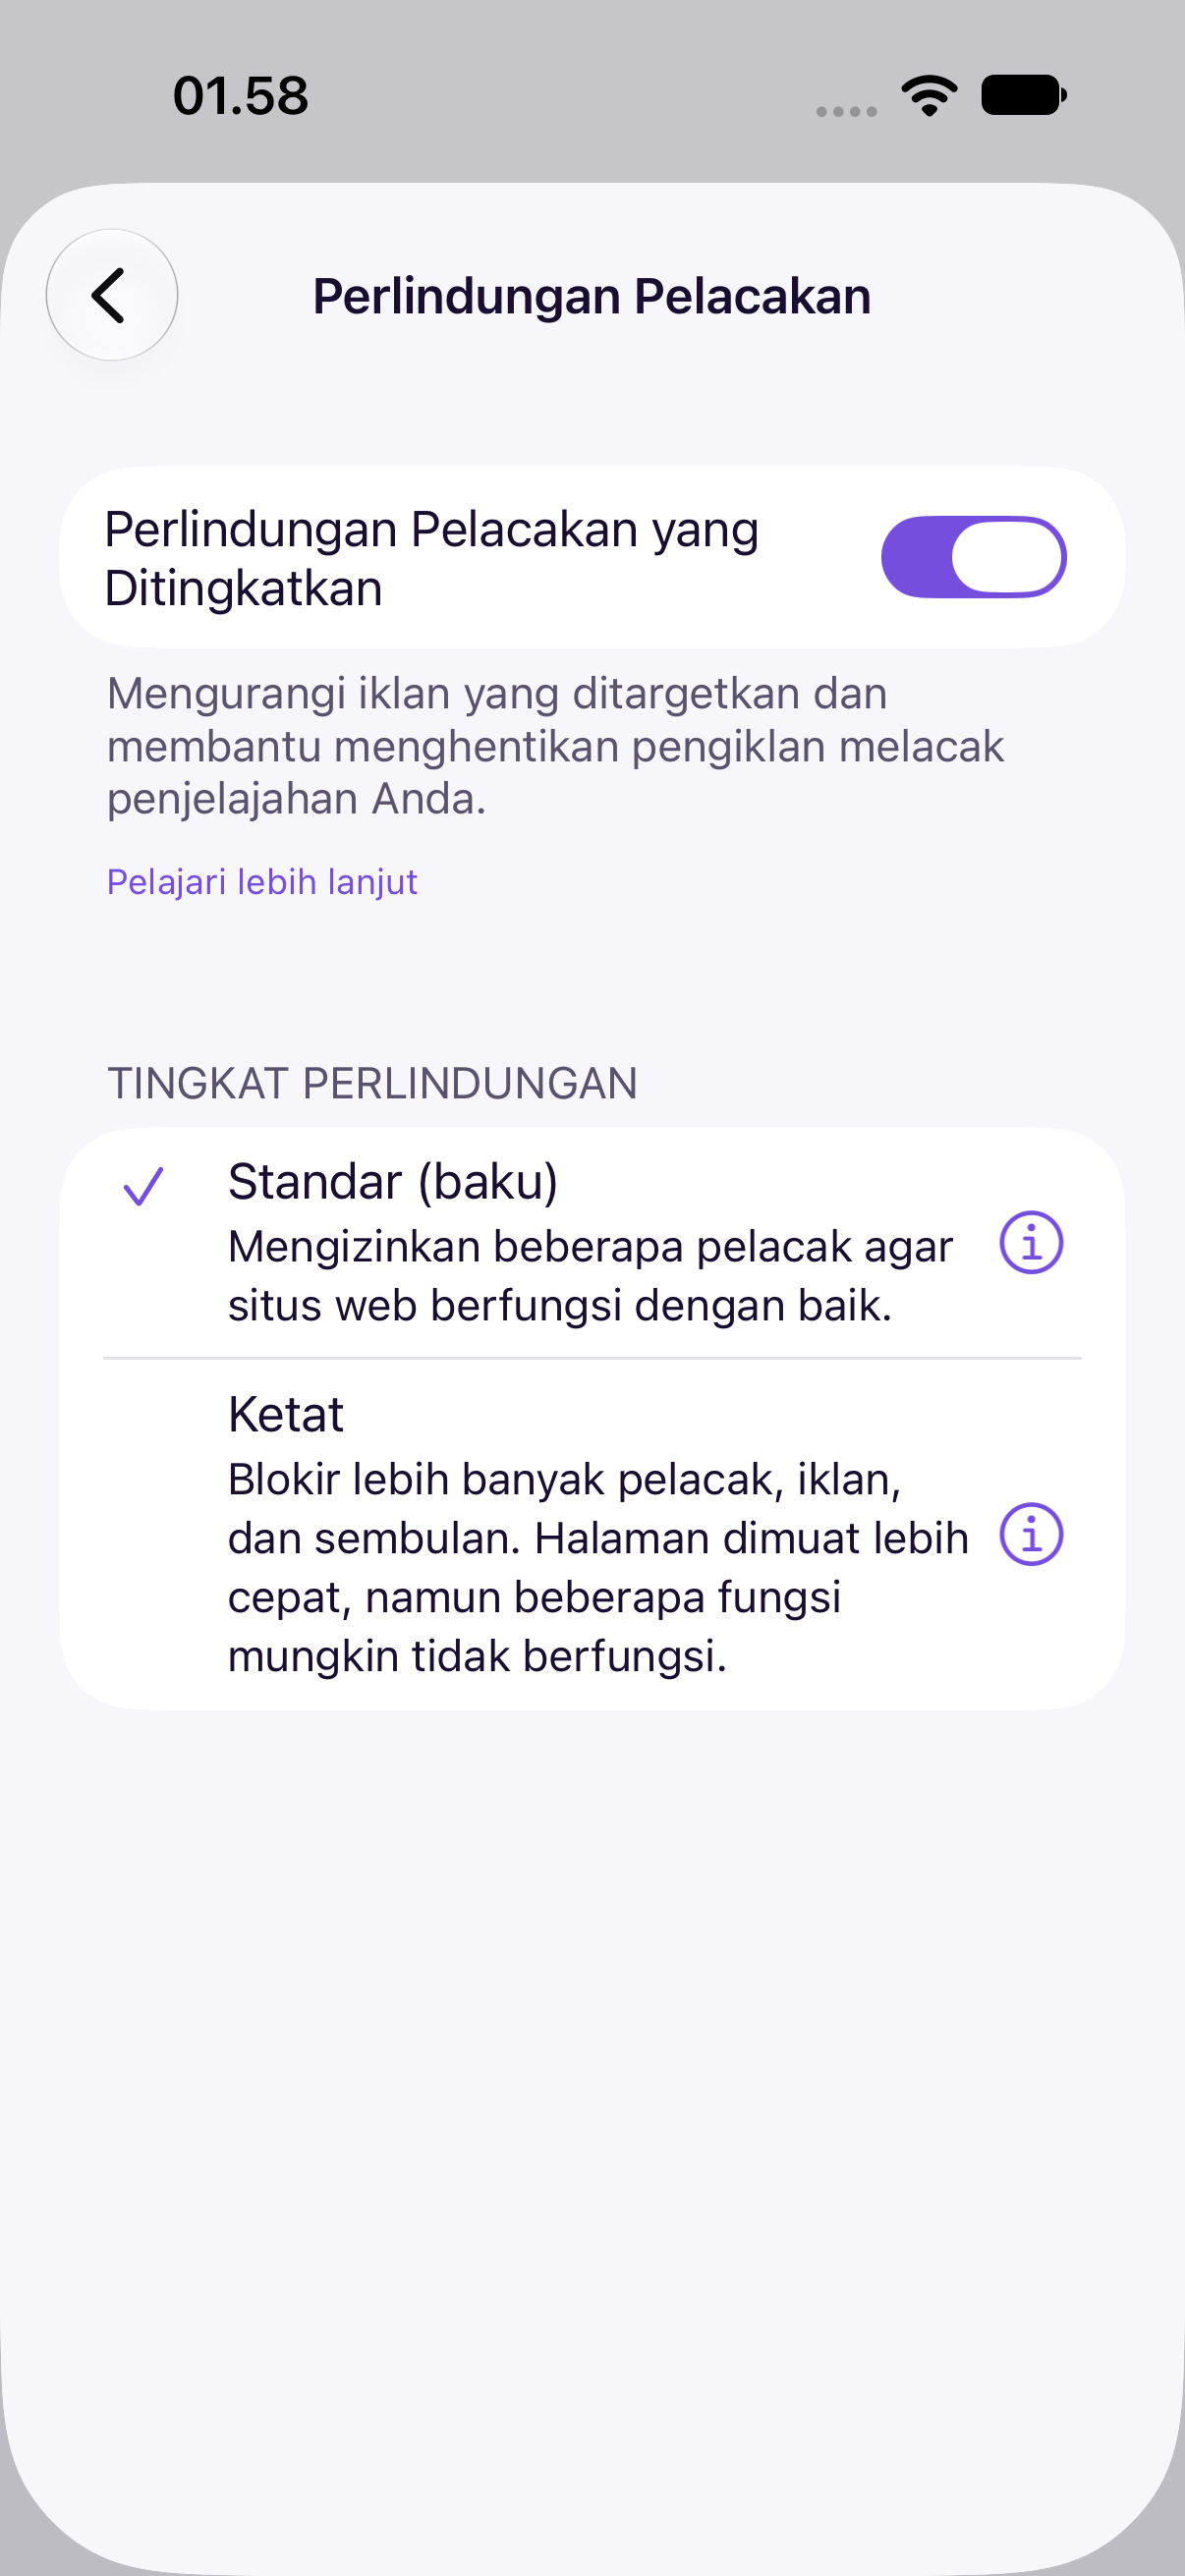 01.58
Perlindungan Pelacakan
Perlindungan Pelacakan yang
Ditingkatkan
Mengurangi iklan yang ditargetkan dan
membantu menghentikan pengiklan melacak
penjelajahan Anda.
Pelajari lebih lanjut
TINGKAT PERLINDUNGAN
Standar (baku)
Mengizinkan beberapa pelacak agar
situs web berfungsi dengan baik.
Ketat
Blokir lebih banyak pelacak, iklan,
dan sembulan. Halaman dimuat lebih
cepat, namun beberapa fungsi
mungkin tidak berfungsi.